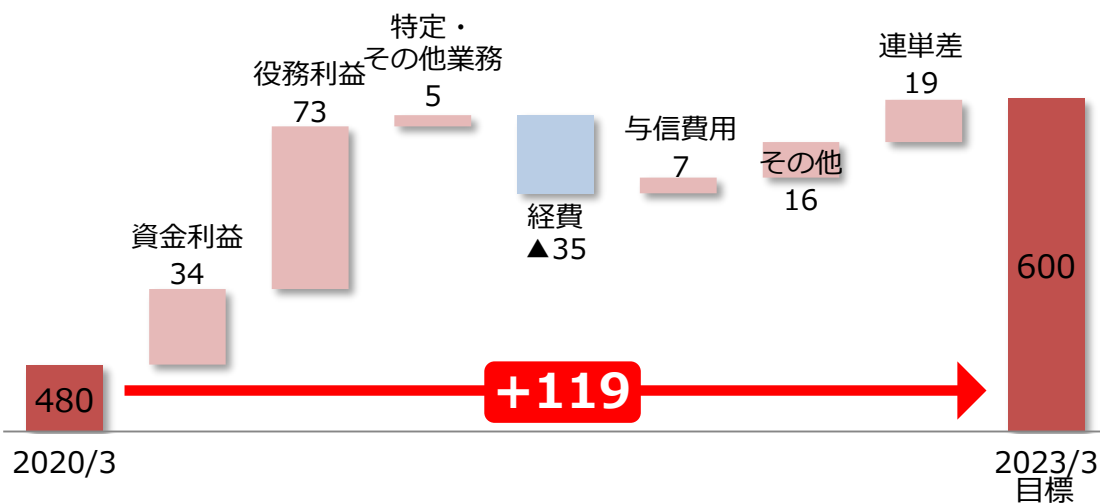 特定・
その他業務
5
役務利益
73
連単差
19
与信費用
7
その他
16
経費
▲35
資金利益
34
600
480
+119
2020/3
2023/3
目標